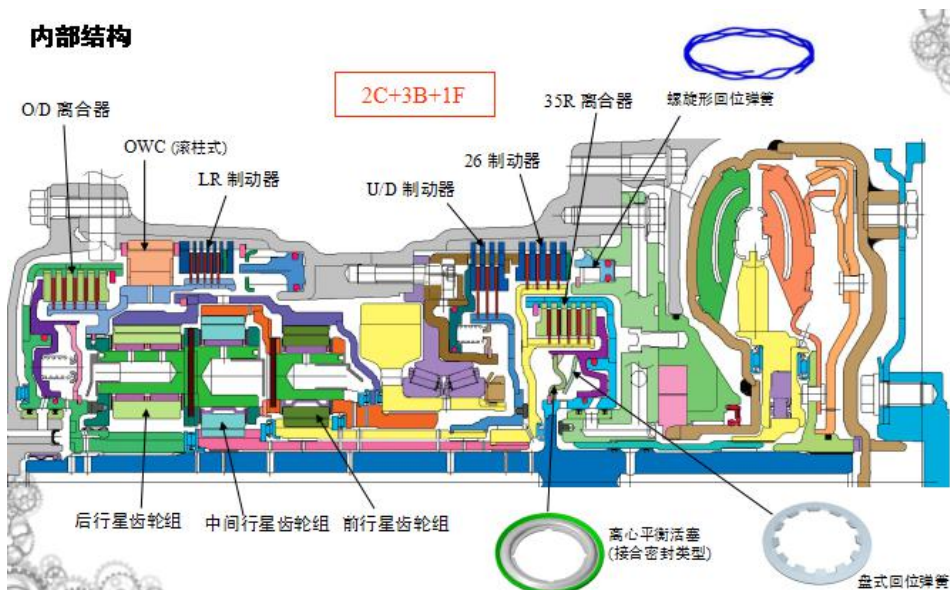 内部结构
2C+3B+1F
O/D 离合器
OWC (滚柱式)
LR 制动器
U/D 制动器
26 制动器
35R 离合器
螺旋形回位弹簧
后行星齿轮组
中间行星齿轮组
前行星齿轮组
离心平衡活塞
(接合密封类型)
盘式回位弹簧